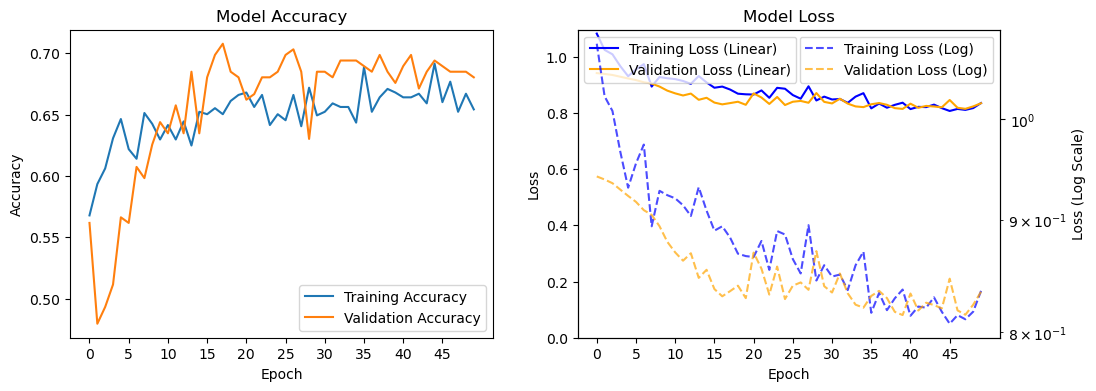 Model Accuracy
0.70
0.65
0.60
0.55
0.50
Accuracy
0 5 10 15 20 25 30 35 40 45
Epoch
Training Accuracy
Validation Accuracy
Model Loss
1.0
0.8
0.6
0.4
0.2
0.0
Loss
0 5 10 15 20 25 30 35 40 45
Epoch
Training Loss (Linear)
Validation Loss (Linear)
Training Loss (Log)
Validation Loss (Log)
10⁰
9 × 10⁻¹
8 × 10⁻¹
Loss (Log Scale)